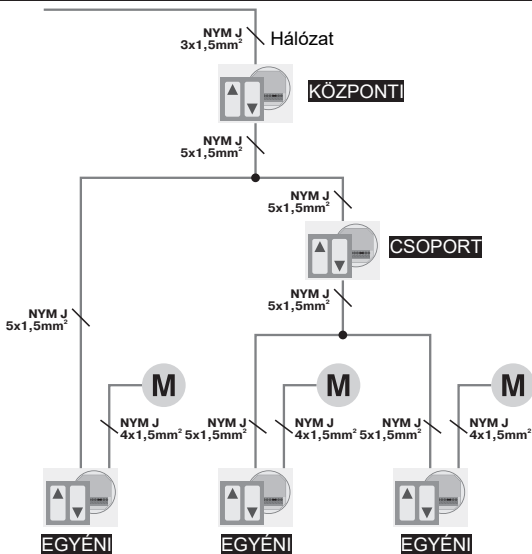 NYM J
3x1,5mm²
Hálózat
KÖZPONTI
NYM J
5x1,5mm²
NYM J
5x1,5mm²
CSOPORT
NYM J
5x1,5mm²
NYM J
5x1,5mm²
M
M
M
NYM J
4x1,5mm²
NYM J
5x1,5mm²
NYM J
4x1,5mm²
NYM J
5x1,5mm²
NYM J
4x1,5mm²
EGYÉNI
EGYÉNI
EGYÉNI